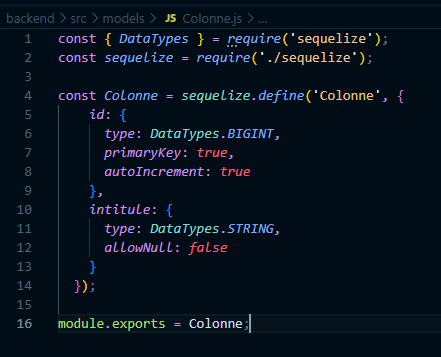 backend > src > models > JS Colonne.js > ...
1 const { DataTypes } = require('sequelize');
2 const sequelize = require('./sequelize');
3
4 const Colonne = sequelize.define('Colonne', {
5     id: {
6       type: DataTypes.BIGINT,
7       primaryKey: true,
8       autoIncrement: true
9     },
10     intitule: {
11       type: DataTypes.STRING,
12       allowNull: false
13     }
14   });
15
16 module.exports = Colonne;